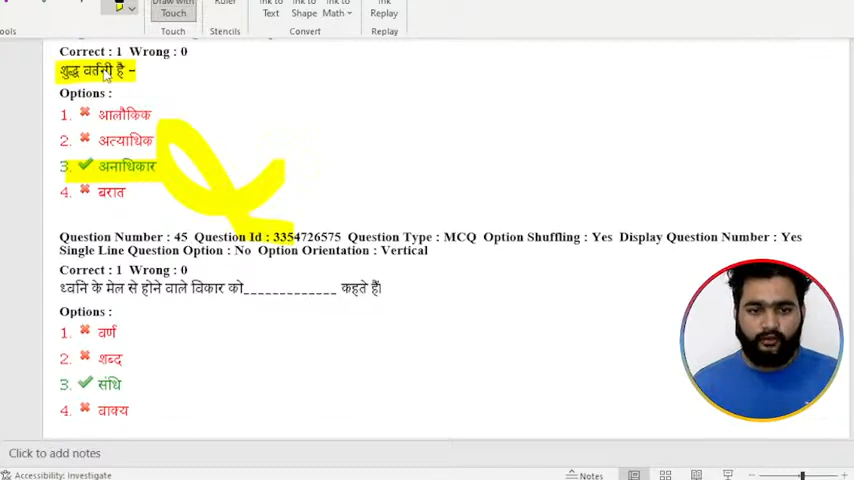 Draw with Touch
Ruler
Ink to Text
Ink to Shape
Ink to Math
Ink Replay
Touch
Stencils
Convert
Replay
Correct : 1 Wrong : 0
शुद्ध वर्तनी है -
Options :
1. आलौकिक
2. अत्याधिक
3. अनाधिकार
4. बरात
Question Number : 45 Question Id : 3354726575 Question Type : MCQ Option Shuffling : Yes Display Question Number : Yes
Single Line Question Option : No Option Orientation : Vertical
Correct : 1 Wrong : 0
ध्वनि के मेल से होने वाले विकार को_____________ कहते हैं।
Options :
1. वर्ण
2. शब्द
3. संधि
4. वाक्य
Click to add notes
Accessibility: Investigate
Notes